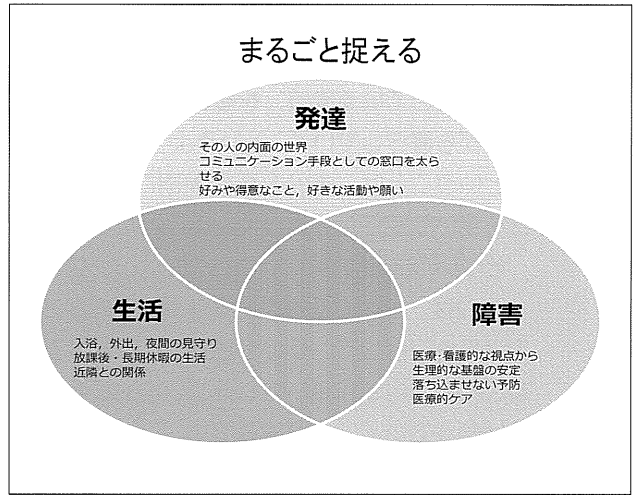 まるごと捉える
発達
その人の内面の世界
コミュニケーション手段としての窓口を太ら
せる
好みや得意なこと，好きな活動や願い
生活
入浴，外出，夜間の見守り
放課後・長期休暇の生活
近隣との関係
障害
医療・看護的な視点から
生理的な基盤の安定
落ち込ませない予防
医療的ケア